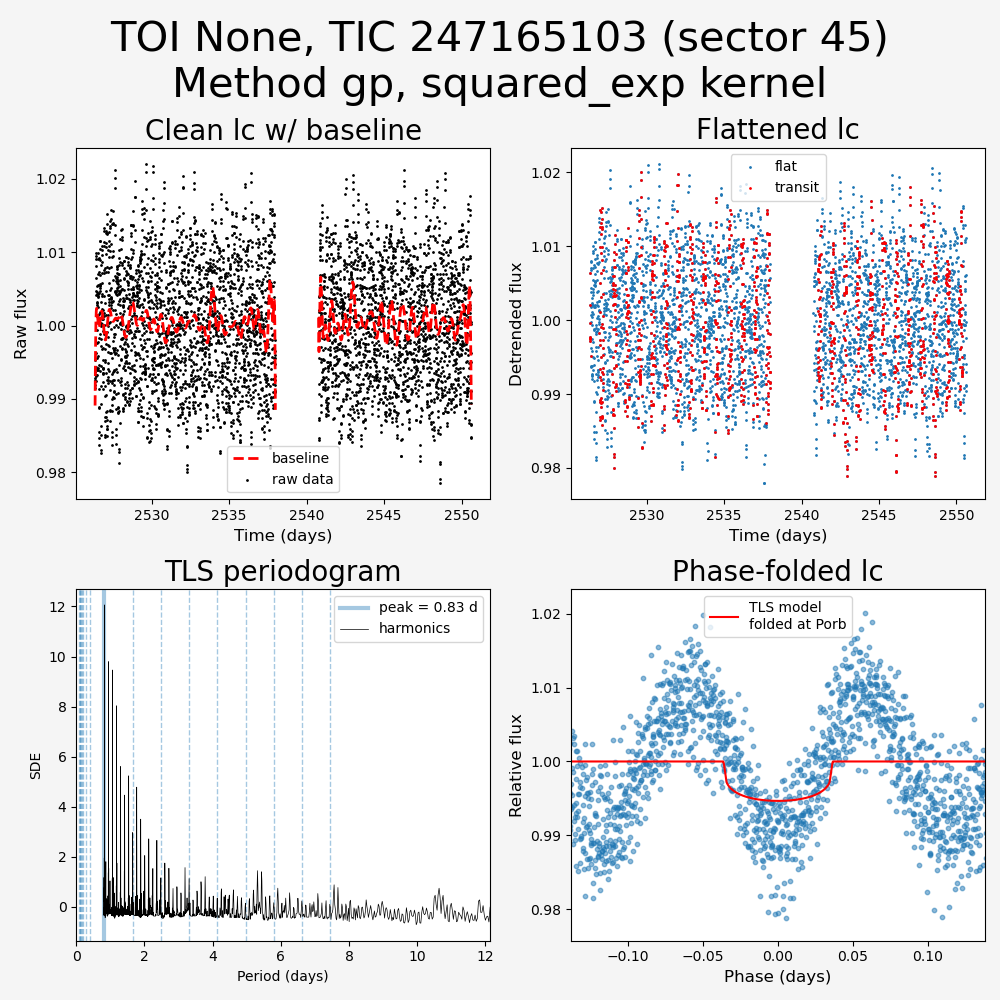 TOI None, TIC 247165103 (sector 45)
Method gp, squared_exp kernel
Clean lc w/ baseline
Raw flux
1.02
1.01
1.00
0.99
0.98
baseline
raw data
2530
2535
2540
2545
2550
Time (days)
Flattened lc
Detrended flux
1.02
1.01
1.00
0.99
0.98
flat
transit
2530
2535
2540
2545
2550
Time (days)
TLS periodogram
SDE
12
10
8
6
4
2
0
peak = 0.83 d
harmonics
0
2
4
6
8
10
12
Period (days)
Phase-folded lc
Relative flux
1.02
1.01
1.00
0.99
0.98
TLS model
folded at Porb
−0.10
−0.05
0.00
0.05
0.10
Phase (days)